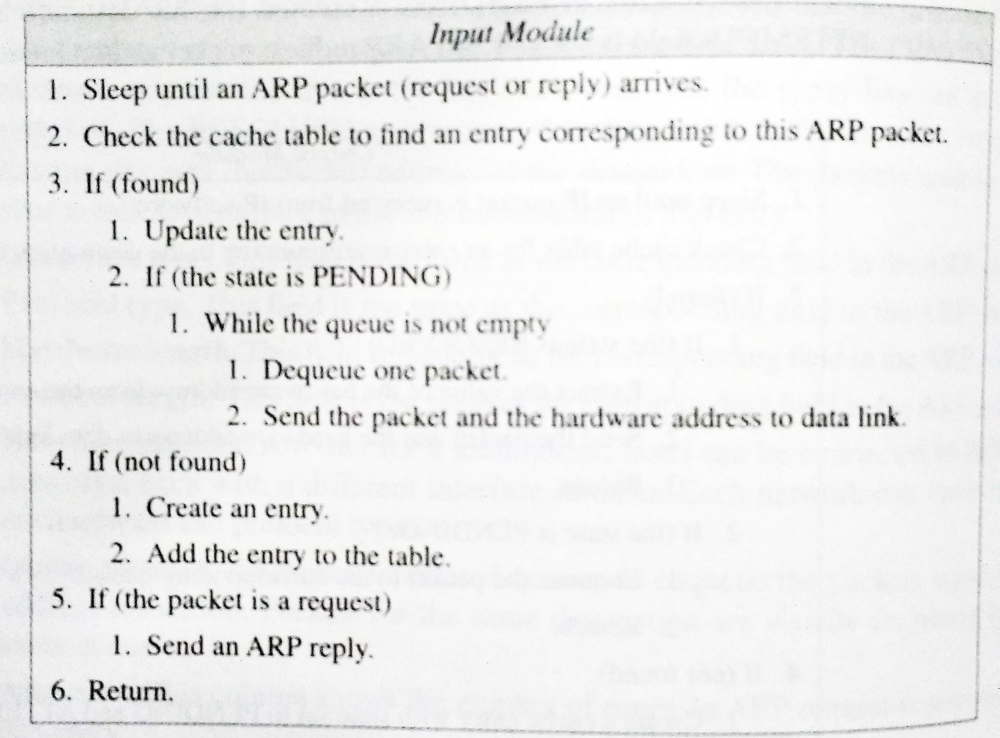 Input Module
1. Sleep until an ARP packet (request or reply) arrives.
2. Check the cache table to find an entry corresponding to this ARP packet.
3. If (found)
1. Update the entry.
2. If (the state is PENDING)
1. While the queue is not empty
1. Dequeue one packet.
2. Send the packet and the hardware address to data link.
4. If (not found)
1. Create an entry.
2. Add the entry to the table.
5. If (the packet is a request)
1. Send an ARP reply.
6. Return.